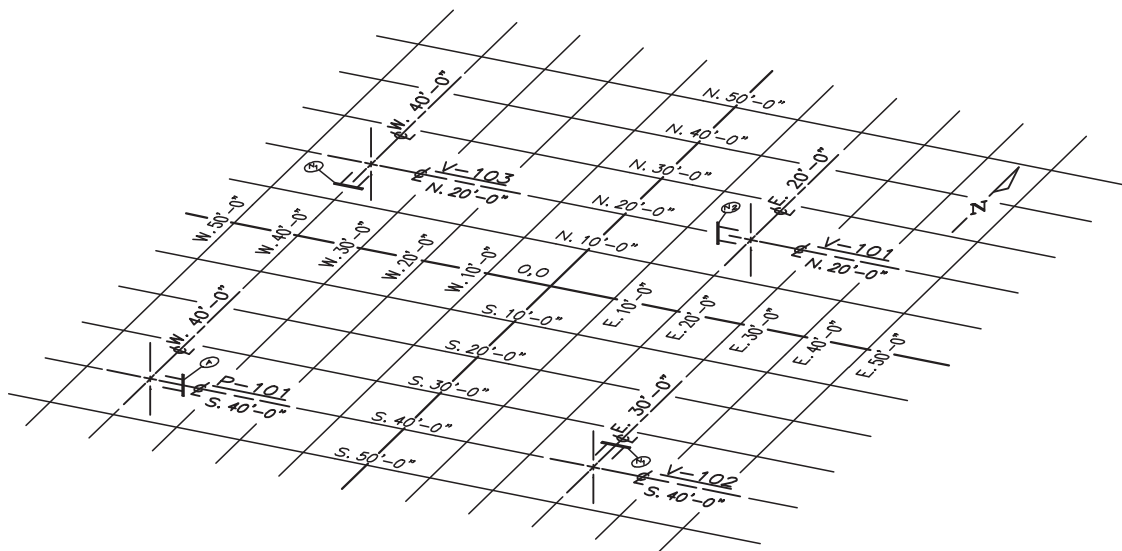 N. 50'-0"
N. 40'-0"
N. 30'-0"
N. 20'-0"
N. 10'-0"
0,0
S. 10'-0"
S. 20'-0"
S. 30'-0"
S. 40'-0"
S. 50'-0"
W. 50'-0"
W. 40'-0"
W. 30'-0"
W. 20'-0"
W. 10'-0"
E. 10'-0"
E. 20'-0"
E. 30'-0"
E. 40'-0"
E. 50'-0"
℄ W. 40'-0"
℄ V-103
N. 20'-0"
℄ E. 20'-0"
N2
℄ V-101
N. 20'-0"
N
℄ W. 40'-0"
A
℄ P-101
S. 40'-0"
℄ E. 30'-0"
℄ V-102
S. 40'-0"